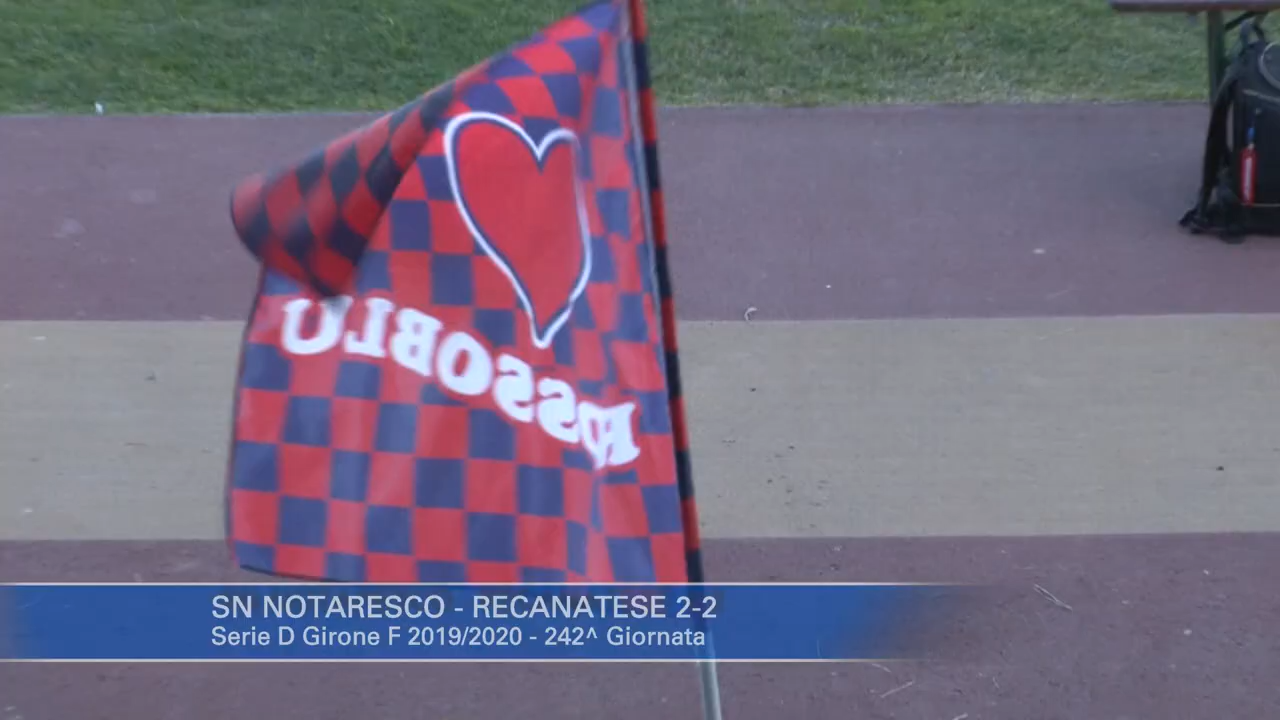 ROSSOBLU
SN NOTARESCO - RECANATESE 2-2
Serie D Girone F 2019/2020 - 242^ Giornata